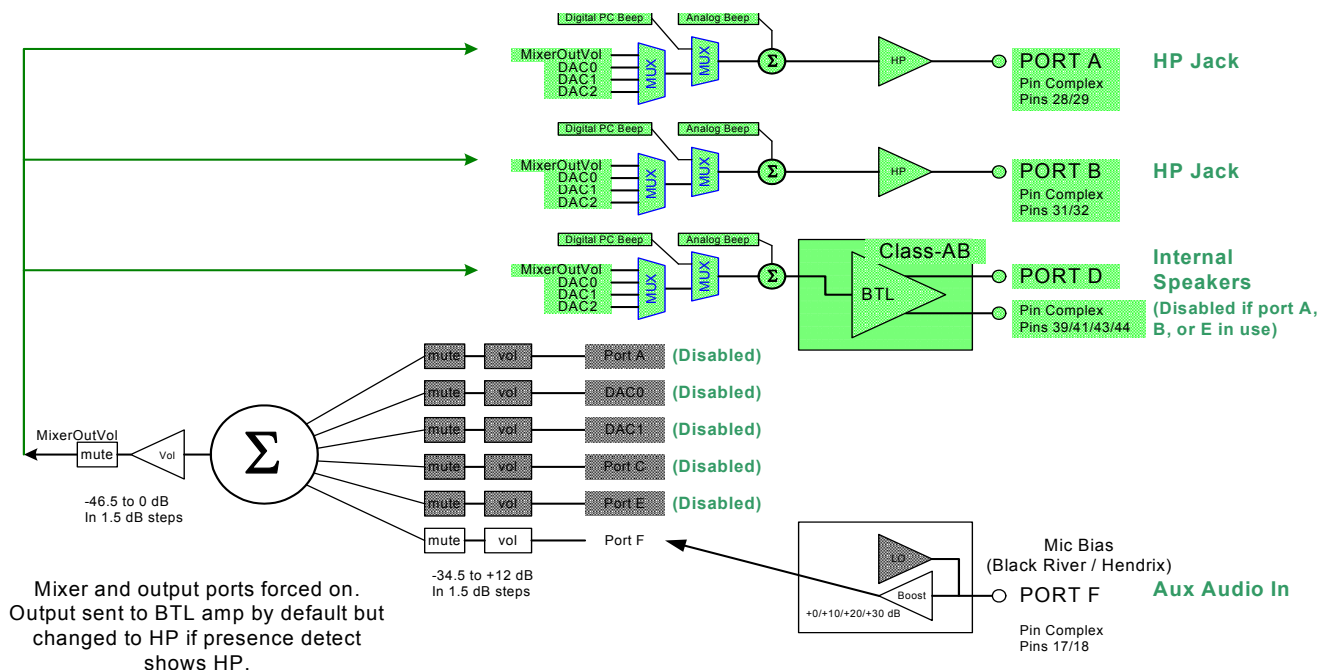 Digital PC Beep
Analog Beep
MixerOutVol
DAC0
DAC1
DAC2
MUX
MUX
Σ
HP
PORT A
Pin Complex
Pins 28/29
HP Jack
Digital PC Beep
Analog Beep
MixerOutVol
DAC0
DAC1
DAC2
MUX
MUX
Σ
HP
PORT B
Pin Complex
Pins 31/32
HP Jack
Digital PC Beep
Analog Beep
MixerOutVol
DAC0
DAC1
DAC2
MUX
MUX
Σ
Class-AB
BTL
PORT D
Pin Complex
Pins 39/41/43/44
Internal
Speakers
(Disabled if port A,
B, or E in use)
mute
vol
Port A
(Disabled)
mute
vol
DAC0
(Disabled)
mute
vol
DAC1
(Disabled)
mute
vol
Port C
(Disabled)
mute
vol
Port E
(Disabled)
mute
vol
Port F
-34.5 to +12 dB
In 1.5 dB steps
MixerOutVol
mute
Vol
Σ
-46.5 to 0 dB
In 1.5 dB steps
LO
Boost
+0/+10/+20/+30 dB
Mic Bias
(Black River / Hendrix)
PORT F
Pin Complex
Pins 17/18
Aux Audio In
Mixer and output ports forced on.
Output sent to BTL amp by default but
changed to HP if presence detect
shows HP.